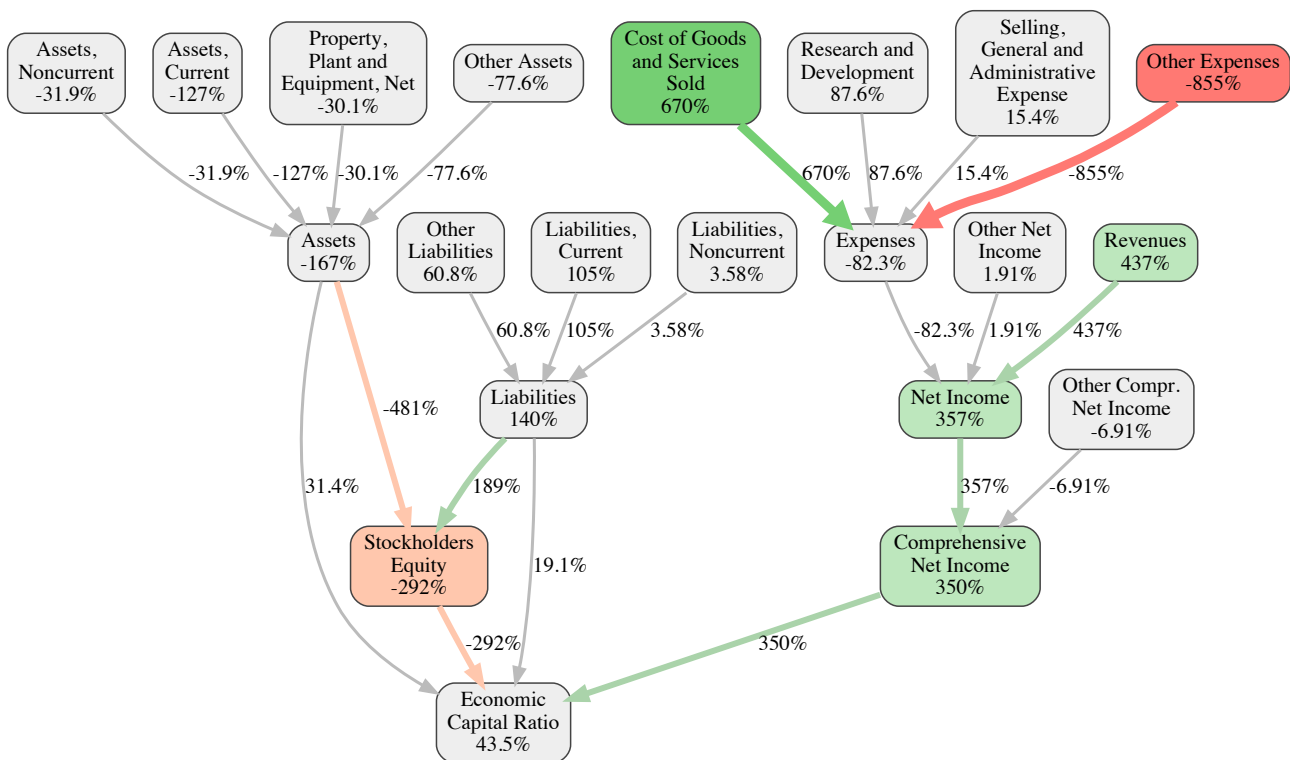 Assets,
Noncurrent
-31.9%
Assets,
Current
-127%
Property,
Plant and
Equipment, Net
-30.1%
Other Assets
-77.6%
Cost of Goods
and Services
Sold
670%
Research and
Development
87.6%
Selling,
General and
Administrative
Expense
15.4%
Other Expenses
-855%
-31.9%
-127%
-30.1%
-77.6%
670%
87.6%
15.4%
-855%
Assets
-167%
Other
Liabilities
60.8%
Liabilities,
Current
105%
Liabilities,
Noncurrent
3.58%
Expenses
-82.3%
Other Net
Income
1.91%
Revenues
437%
60.8%
105%
3.58%
-82.3%
1.91%
437%
-481%
Liabilities
140%
Net Income
357%
Other Compr.
Net Income
-6.91%
31.4%
189%
357%
-6.91%
Stockholders
Equity
-292%
19.1%
Comprehensive
Net Income
350%
-292%
350%
Economic
Capital Ratio
43.5%